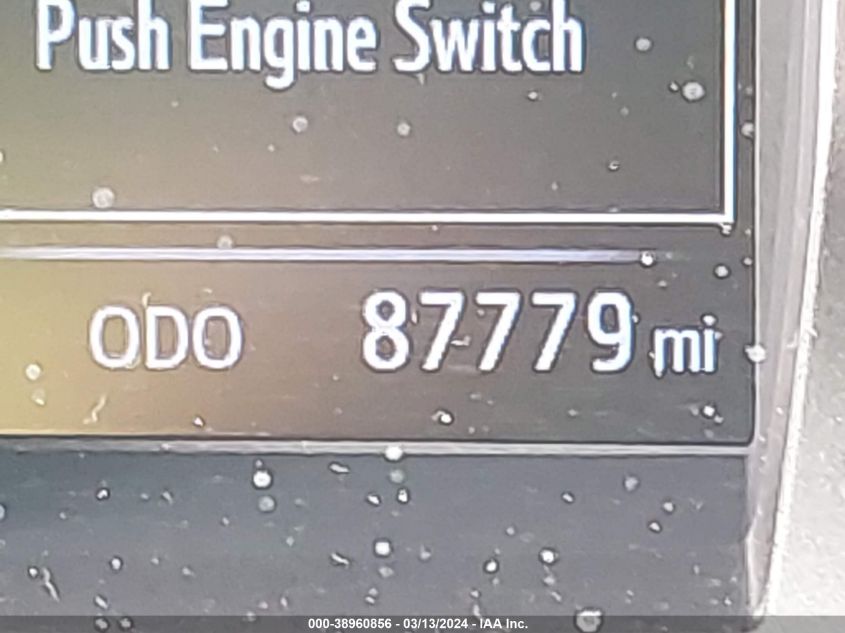 Push Engine Switch
ODO 87779 mi
000-38960856 - 03/13/2024 - IAA Inc.